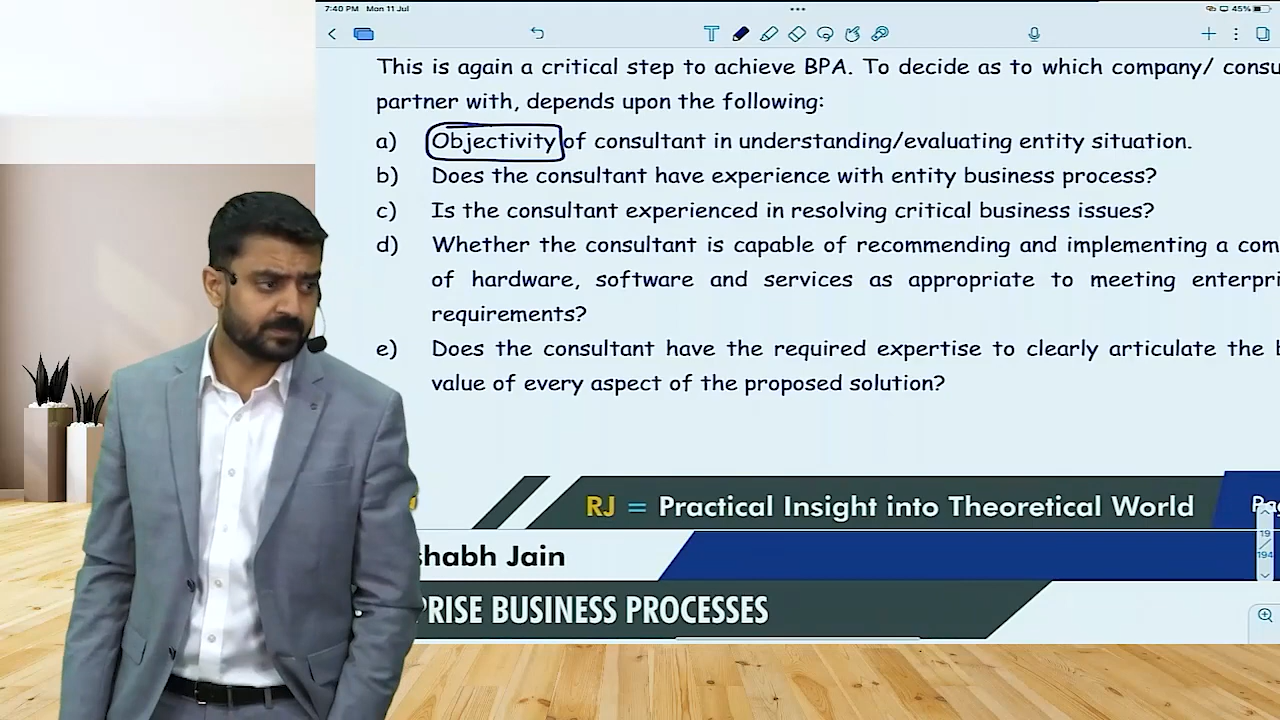 7:40 PM Mon 11 Jul
45%
This is again a critical step to achieve BPA. To decide as to which company/ consu
partner with, depends upon the following:
a) Objectivity of consultant in understanding/evaluating entity situation.
b) Does the consultant have experience with entity business process?
c) Is the consultant experienced in resolving critical business issues?
d) Whether the consultant is capable of recommending and implementing a com
of hardware, software and services as appropriate to meeting enterpri
requirements?
e) Does the consultant have the required expertise to clearly articulate the b
value of every aspect of the proposed solution?
RJ = Practical Insight into Theoretical World
Pag
19
194
shabh Jain
PRISE BUSINESS PROCESSES